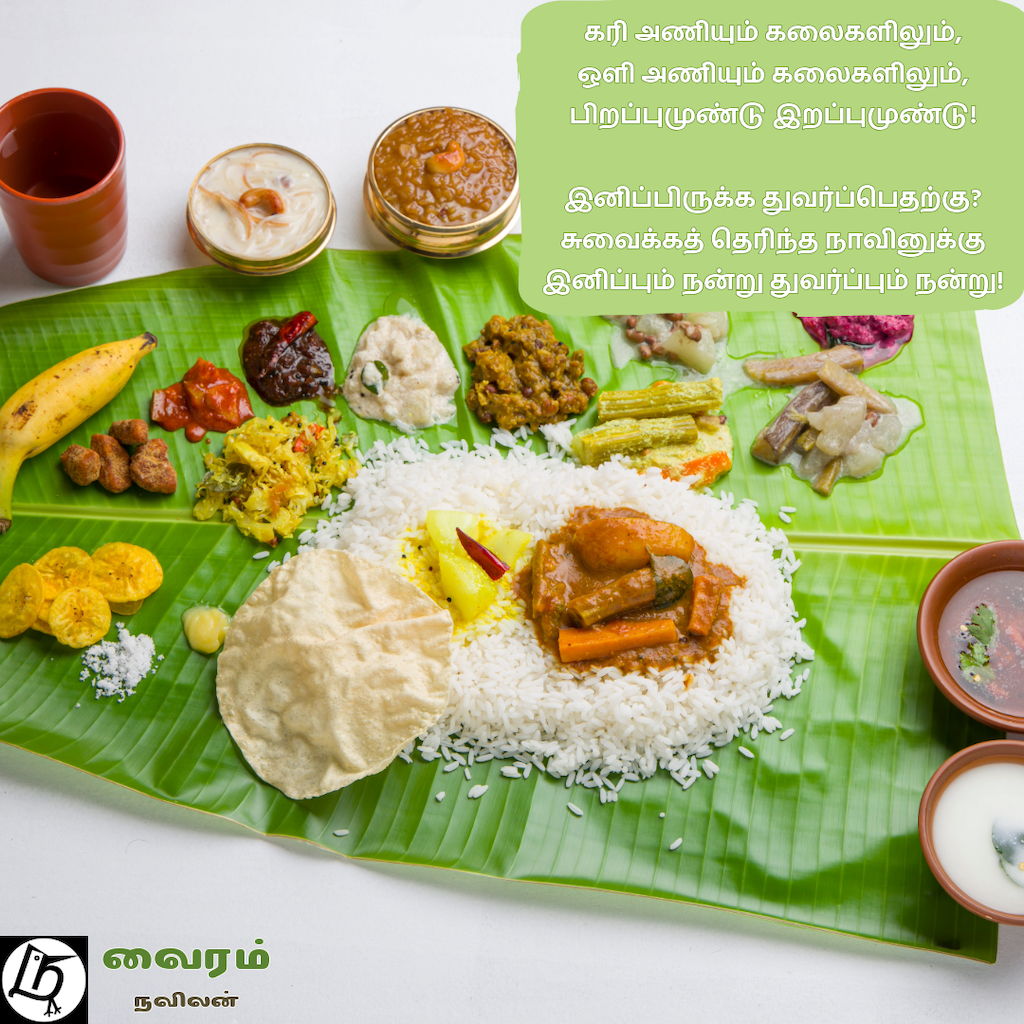 கரி அணியும் கலைகளிலும்,
ஒளி அணியும் கலைகளிலும்,
பிறப்புமுண்டு இறப்புமுண்டு!
இனிப்பிருக்க துவர்ப்பெதற்கு?
சுவைக்கத் தெரிந்த நாவினுக்கு
இனிப்பும் நன்று துவர்ப்பும் நன்று!
வைரம்
நவிலன்